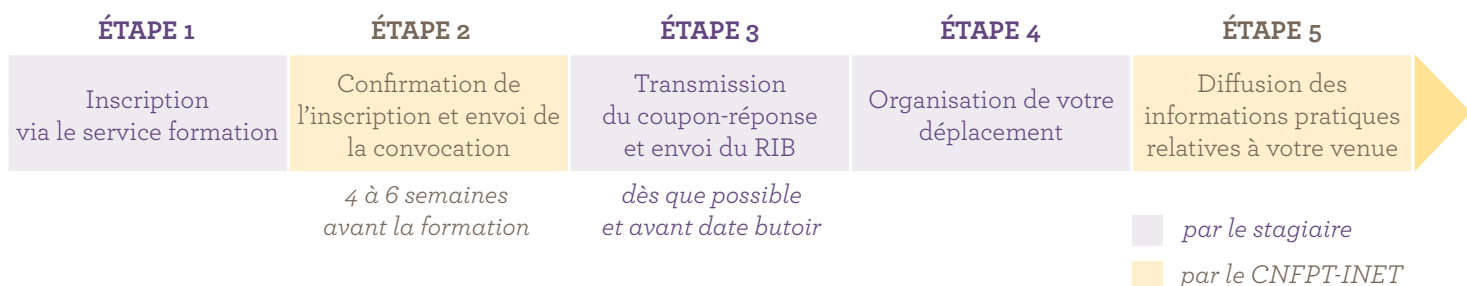 ÉTAPE 1
Inscription
via le service formation
ÉTAPE 2
Confirmation de
l'inscription et envoi de
la convocation
4 à 6 semaines
avant la formation
ÉTAPE 3
Transmission
du coupon-réponse
et envoi du RIB
dès que possible
et avant date butoir
ÉTAPE 4
Organisation de votre
déplacement
ÉTAPE 5
Diffusion des
informations pratiques
relatives à votre venue
par le stagiaire
par le CNFPT-INET